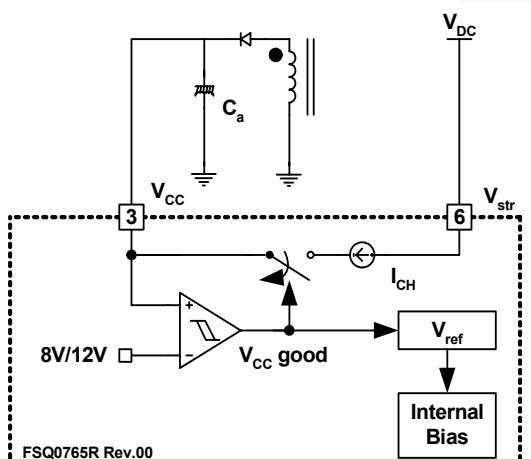 V_DC
C_a
V_CC
3
6
V_str
I_CH
+
8V/12V
-
V_CC good
V_ref
Internal
Bias
FSQ0765R Rev.00